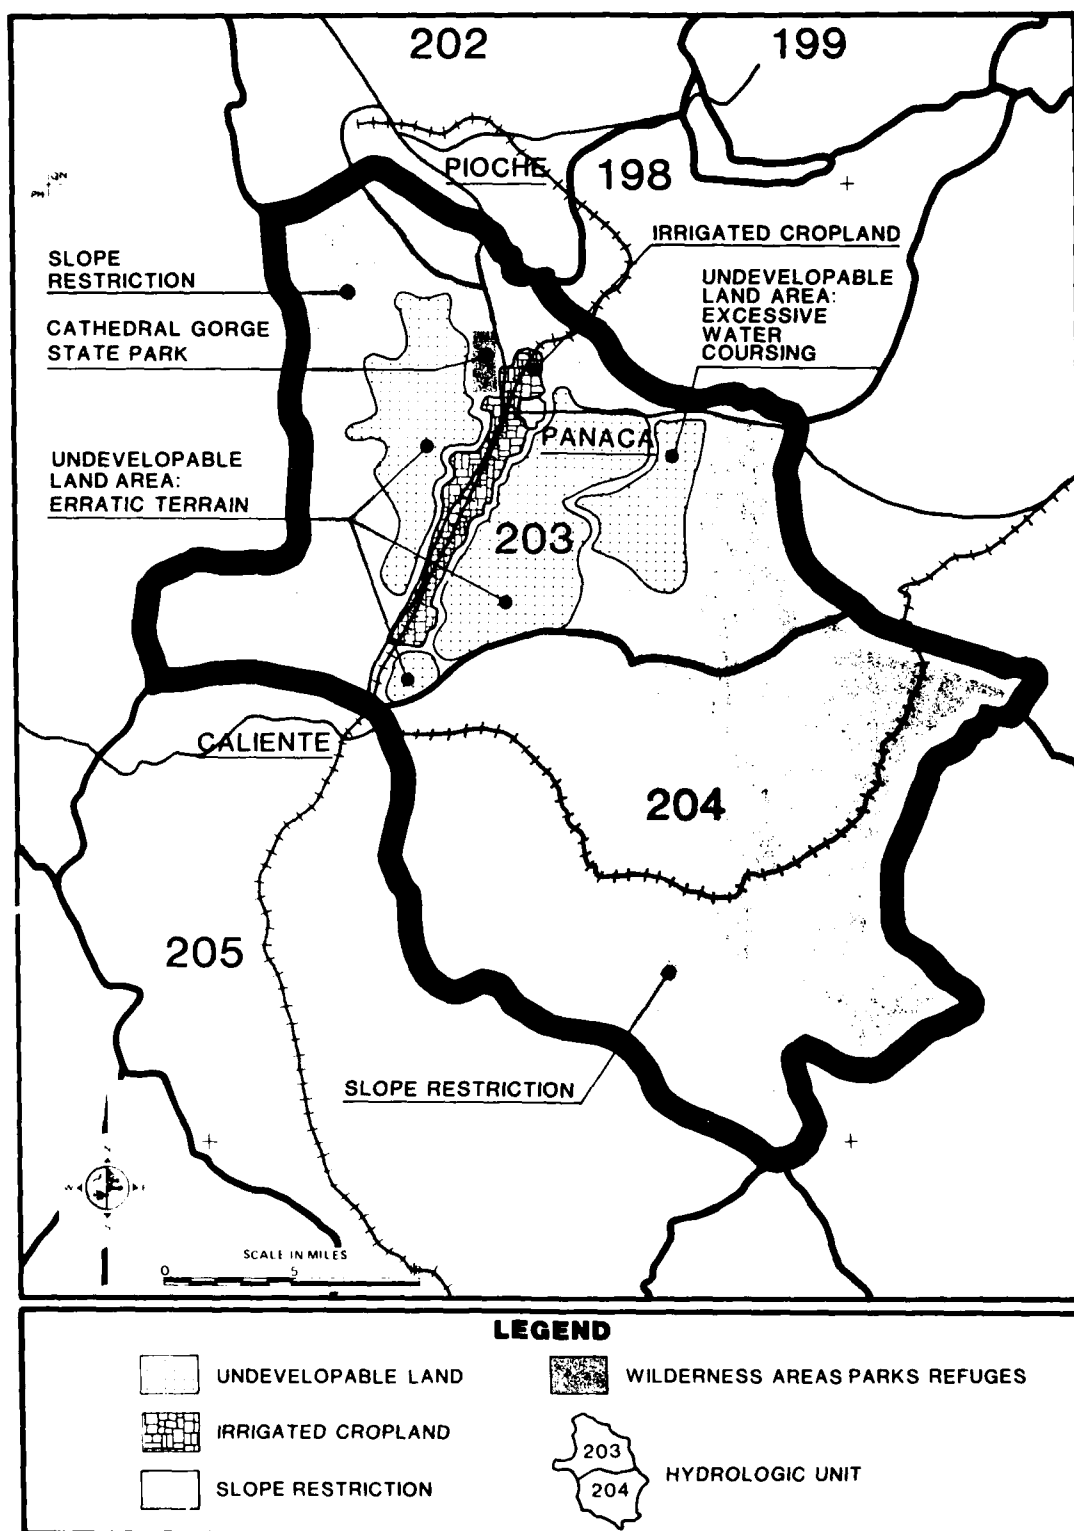 202
199
PIOCHE
198
IRRIGATED CROPLAND
SLOPE
RESTRICTION
CATHEDRAL GORGE
STATE PARK
UNDEVELOPABLE
LAND AREA:
EXCESSIVE
WATER
COURSING
UNDEVELOPABLE
LAND AREA:
ERRATIC TERRAIN
PANACA
203
CALIENTE
204
205
SLOPE RESTRICTION
SCALE IN MILES
0 5
LEGEND
UNDEVELOPABLE LAND
IRRIGATED CROPLAND
SLOPE RESTRICTION
WILDERNESS AREAS PARKS REFUGES
203
204
HYDROLOGIC UNIT